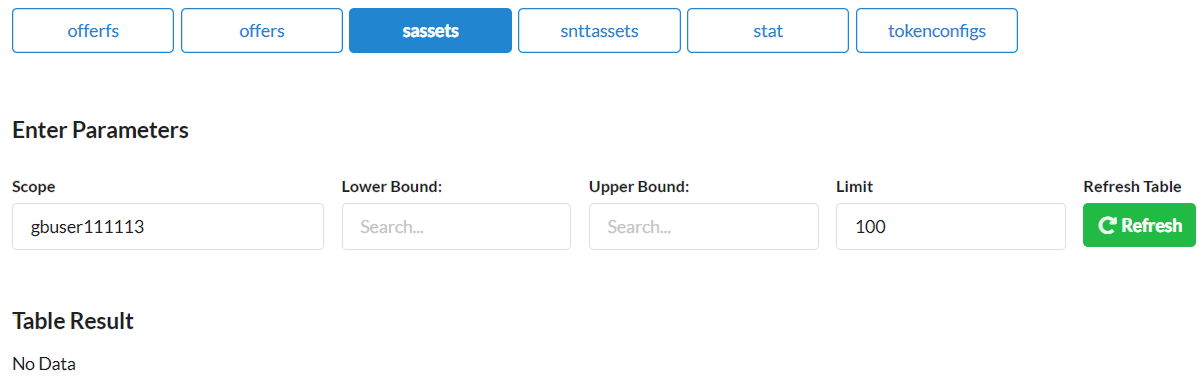 offerfs offers sassets snttassets stat tokenconfigs
Enter Parameters
Scope Lower Bound: Upper Bound: Limit Refresh Table
gbuser111113 Search... Search... 100 Refresh
Table Result
No Data